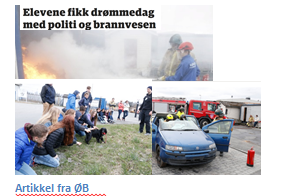 Elevene fikk drømmedag
med politi og brannvesen
Artikkel fra ØB